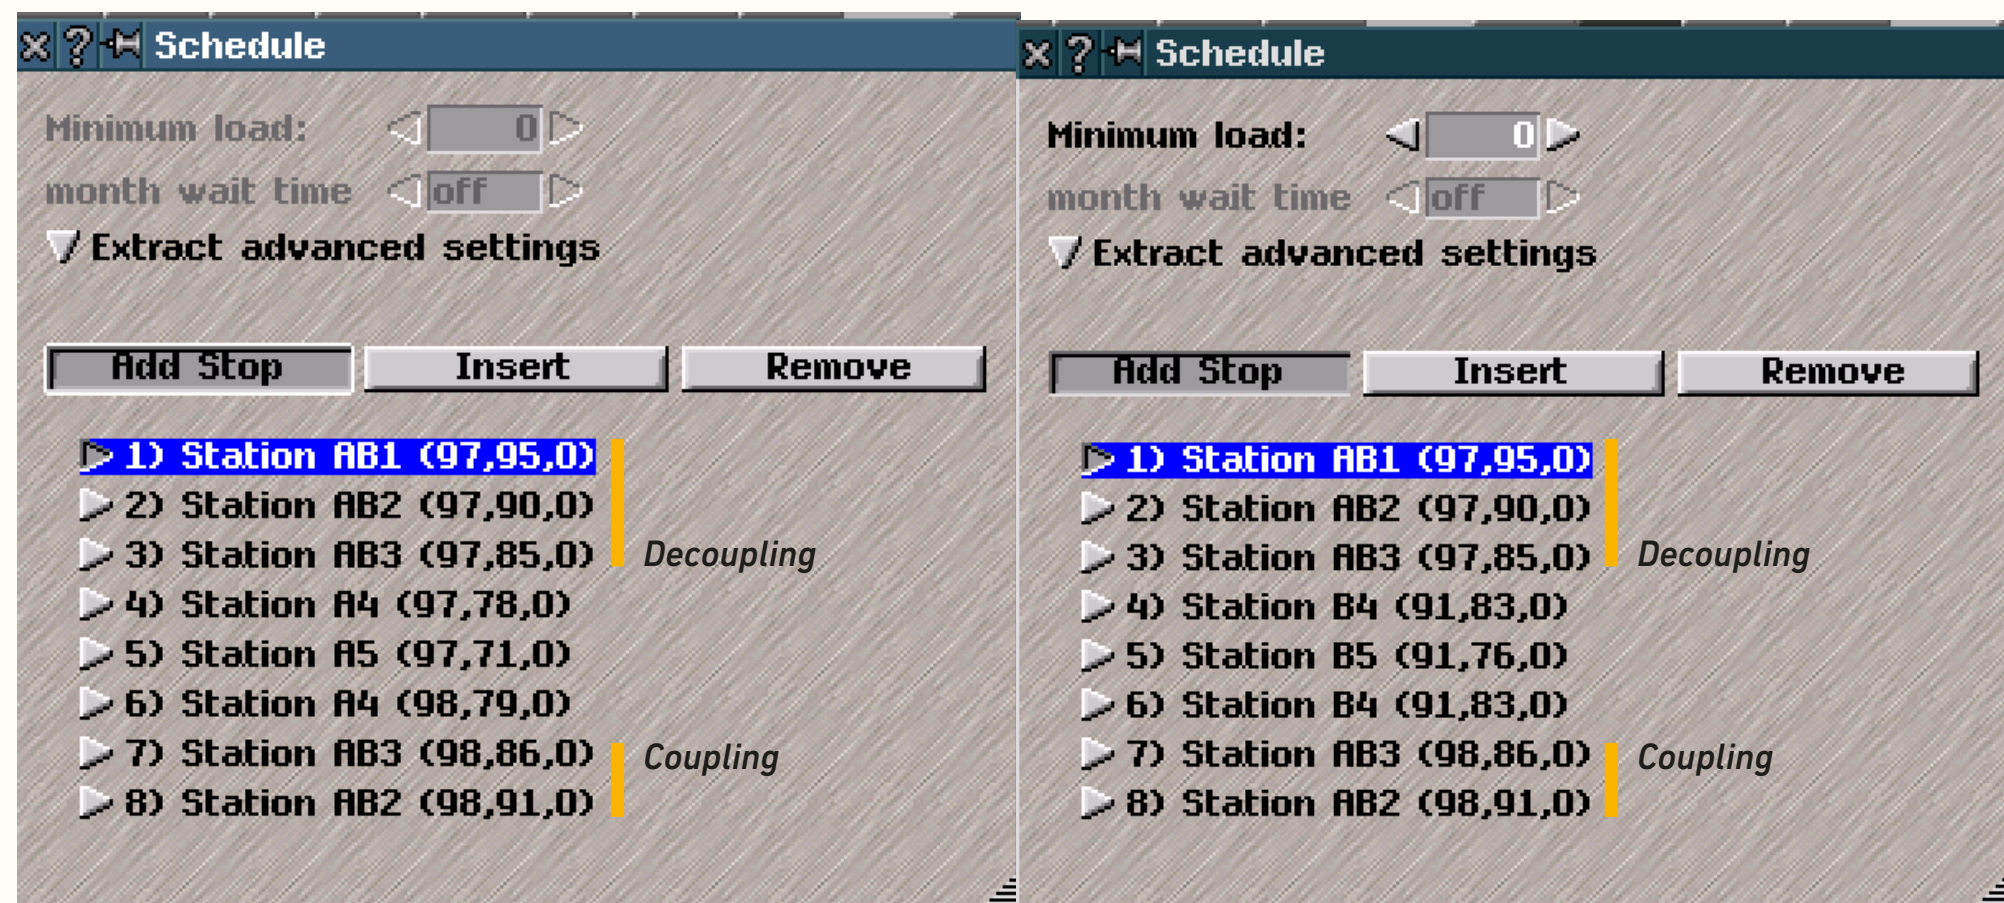 Schedule
Minimum load: 0
month wait time off
Extract advanced settings
Add Stop Insert Remove
1) Station AB1 (97,95,0)
2) Station AB2 (97,90,0)
3) Station AB3 (97,85,0)
Decoupling
4) Station A4 (97,78,0)
5) Station A5 (97,71,0)
6) Station A4 (98,79,0)
7) Station AB3 (98,86,0)
Coupling
8) Station AB2 (98,91,0)
Schedule
Minimum load: 0
month wait time off
Extract advanced settings
Add Stop Insert Remove
1) Station AB1 (97,95,0)
2) Station AB2 (97,90,0)
3) Station AB3 (97,85,0)
Decoupling
4) Station B4 (91,83,0)
5) Station B5 (91,76,0)
6) Station B4 (91,83,0)
7) Station AB3 (98,86,0)
Coupling
8) Station AB2 (98,91,0)